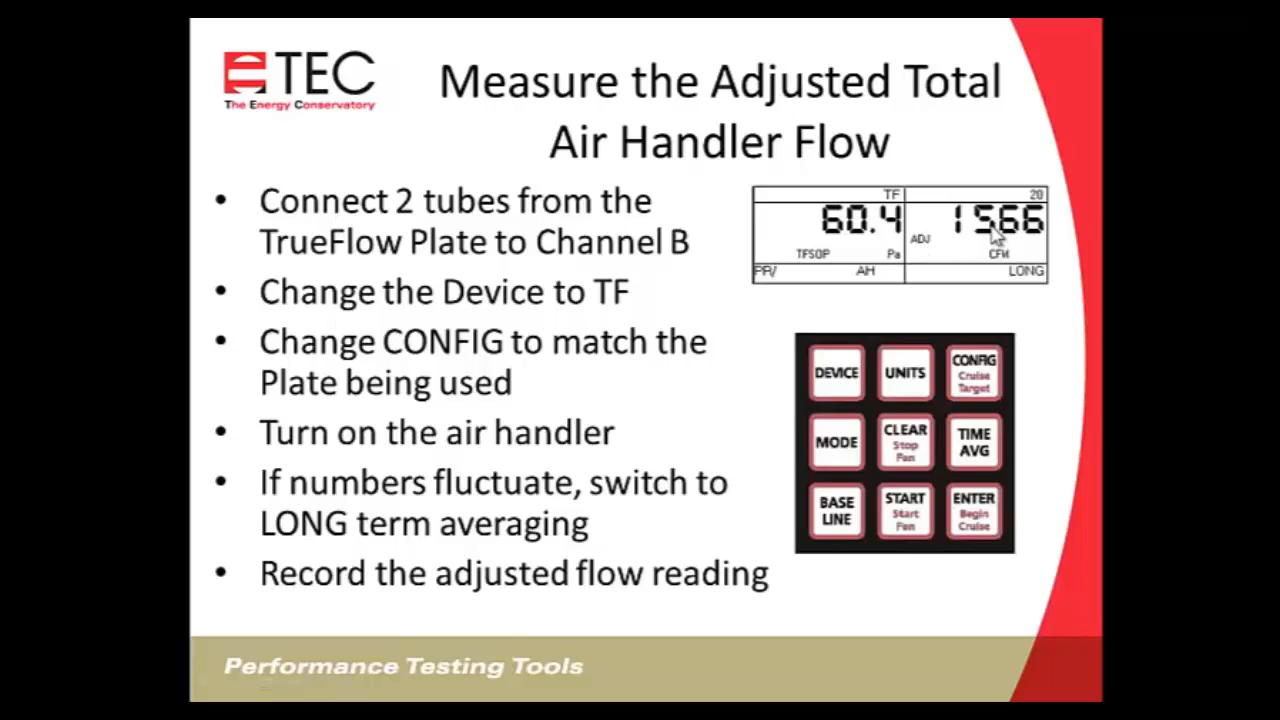 TEC
The Energy Conservatory
Measure the Adjusted Total
Air Handler Flow
• Connect 2 tubes from the
TrueFlow Plate to Channel B
• Change the Device to TF
• Change CONFIG to match the
Plate being used
• Turn on the air handler
• If numbers fluctuate, switch to
LONG term averaging
• Record the adjusted flow reading
TF 20
60.4 1566
ADJ
TFSOP Pa CFM
PR/ AH LONG
DEVICE UNITS CONFIG
Cruise
Target
MODE CLEAR
Stop
Fan
TIME
AVG
BASE
LINE
START
Start
Fan
ENTER
Begin
Cruise
Performance Testing Tools